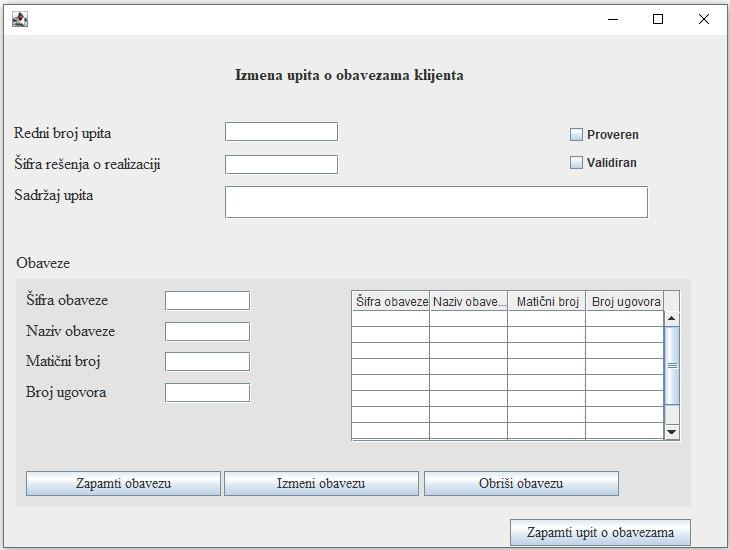 Izmena upita o obavezama klijenta
Redni broj upita
Proveren
Šifra rešenja o realizaciji
Validiran
Sadržaj upita
Obaveze
Šifra obaveze
Naziv obaveze
Matični broj
Broj ugovora
Šifra obaveze Naziv obave... Matični broj Broj ugovora
Zapamti obavezu Izmeni obavezu Obriši obavezu
Zapamti upit o obavezama